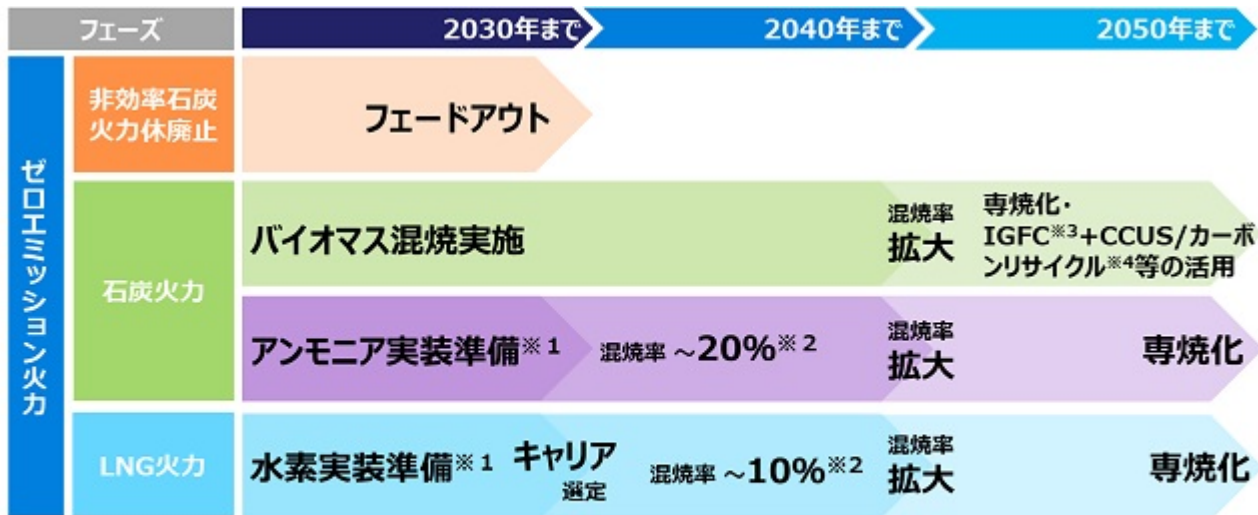 フェーズ
2030年まで
2040年まで
2050年まで
ゼロエミッション火力
非効率石炭
火力休廃止
フェードアウト
石炭火力
バイオマス混焼実施
混焼率
拡大
専焼化・
IGFC※3+CCUS/カーボ
ンリサイクル※4等の活用
アンモニア実装準備※1
混焼率 ~20%※2
混焼率
拡大
専焼化
LNG火力
水素実装準備※1
キャリア
選定
混焼率 ~10%※2
混焼率
拡大
専焼化